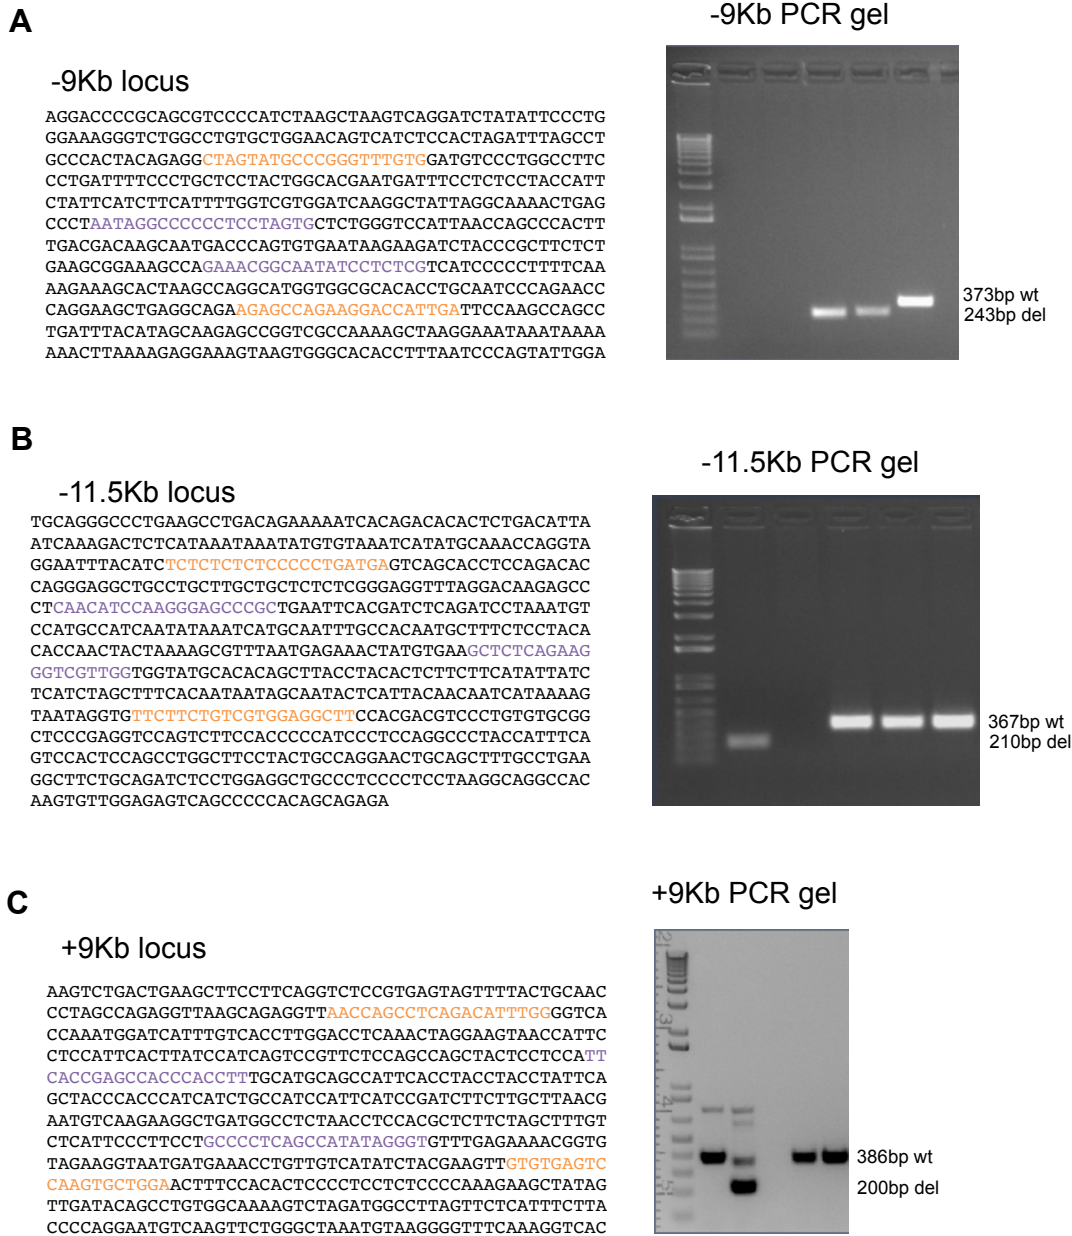 A
-9Kb PCR gel
-9Kb locus
AGGACCCCGCAGCGTCCCCATCTAAGCTAAGTCAGGATCTATATTCCCTG
GGAAAGGGTCTGGCCTGTGCTGGAACAGTCATCTCCACTAGATTTAGCCT
GCCCACTACAGAGGCTAGTATGCCCGGGTTTGTGGATGTCCCTGGCCTTC
CCTGATTTTCCCTGCTCCTACTGGCACGAATGATTTCCTCTCCTACCATT
CTATTCATCTTCATTTTGGTCGTGGATCAAGGCTATTAGGCAAAACTGAG
CCCTAATAGGCCCCCCTCCTAGTGCTCTGGGTCCATTAACCAGCCCACTT
TGACGACAAGCAATGACCCAGTGTGAATAAGAAGATCTACCCGCTTCTCT
GAAGCGGAAAGCCAGAAACGGCAATATCCTCTCGTCATCCCCCTTTTCAA
AAGAAAGCACTAAGCCAGGCATGGTGGCGCACACCTGCAATCCCAGAACC
CAGGAAGCTGAGGCAGAAGAGCCAGAAGGACCATTGATTCCAAGCCAGCC
TGATTTACATAGCAAGAGCCGGTCGCCAAAAGCTAAGGAAATAAATAAAA
AAACTTAAAAGAGGAAAGTAAGTGGGCACACCTTTAATCCCAGTATTGGA
373bp wt
243bp del
B
-11.5Kb PCR gel
-11.5Kb locus
TGCAGGGCCCTGAAGCCTGACAGAAAAATCACAGACACACTCTGACATTA
ATCAAAGACTCTCATAAATAAATATGTGTAAATCATATGCAAACCAGGTA
GGAATTTACATCTCTCTCTCTCCCCCTGATGAGTCAGCACCTCCAGACAC
CAGGGAGGCTGCCTGCTTGCTGCTCTCTCGGGAGGTTTAGGACAAGAGCC
CTCAACATCCAAGGGAGCCCGCTGAATTCACGATCTCAGATCCTAAATGT
CCATGCCATCAATATAAATCATGCAATTTGCCACAATGCTTTCTCCTACA
CACCAACTACTAAAAGCGTTTAATGAGAAACTATGTGAAGCTCTCAGAAG
GGTCGTTGGTGGTATGCACACAGCTTACCTACACTCTTCTTCATATTATC
TCATCTAGCTTTCACAATAATAGCAATACTCATTACAACAATCATAAAAG
TAATAGGTGTTCTTCTGTCGTGGAGGCTTCCACGACGTCCCTGTGTGCGG
CTCCCGAGGTCCAGTCTTCCACCCCCATCCCTCCAGGCCCTACCATTTCA
GTCCACTCCAGCCTGGCTTCCTACTGCCAGGAACTGCAGCTTTGCCTGAA
GGCTTCTGCAGATCTCCTGGAGGCTGCCCTCCCCTCCTAAGGCAGGCCAC
AAGTGTTGGAGAGTCAGCCCCCACAGCAGAGA
367bp wt
210bp del
C
+9Kb PCR gel
+9Kb locus
AAGTCTGACTGAAGCTTCCTTCAGGTCTCCGTGAGTAGTTTTACTGCAAC
CCTAGCCAGAGGTTAAGCAGAGGTTAACCAGCCTCAGACATTTGGGGTCA
CCAAATGGATCATTTGTCACCTTGGACCTCAAACTAGGAAGTAACCATTC
CTCCATTCACTTATCCATCAGTCCGTTCTCCAGCCAGCTACTCCTCCATT
CACCGAGCCACCCACCTTTGCATGCAGCCATTCACCTACCTACCTATTCA
GCTACCCACCCATCATCTGCCATCCATTCATCCGATCTTCTTGCTTAACG
AATGTCAAGAAGGCTGATGGCCTCTAACCTCCACGCTCTTCTAGCTTTGT
CTCATTCCCTTCCTGCCCCTCAGCCATATAGGGTGTTTGAGAAAACGGTG
TAGAAGGTAATGATGAAACCTGTTGTCATATCTACGAAGTTGTGTGAGTC
CAAGTGCTGGAACTTTCCACACTCCCCTCCTCTCCCCAAAGAAGCTATAG
TTGATACAGCCTGTGGCAAAAGTCTAGATGGCCTTAGTTCTCATTTCTTA
CCCCAGGAATGTCAAGTTCTGGGCTAAATGTAAGGGGTTTCAAAGGTCAC
386bp wt
200bp del